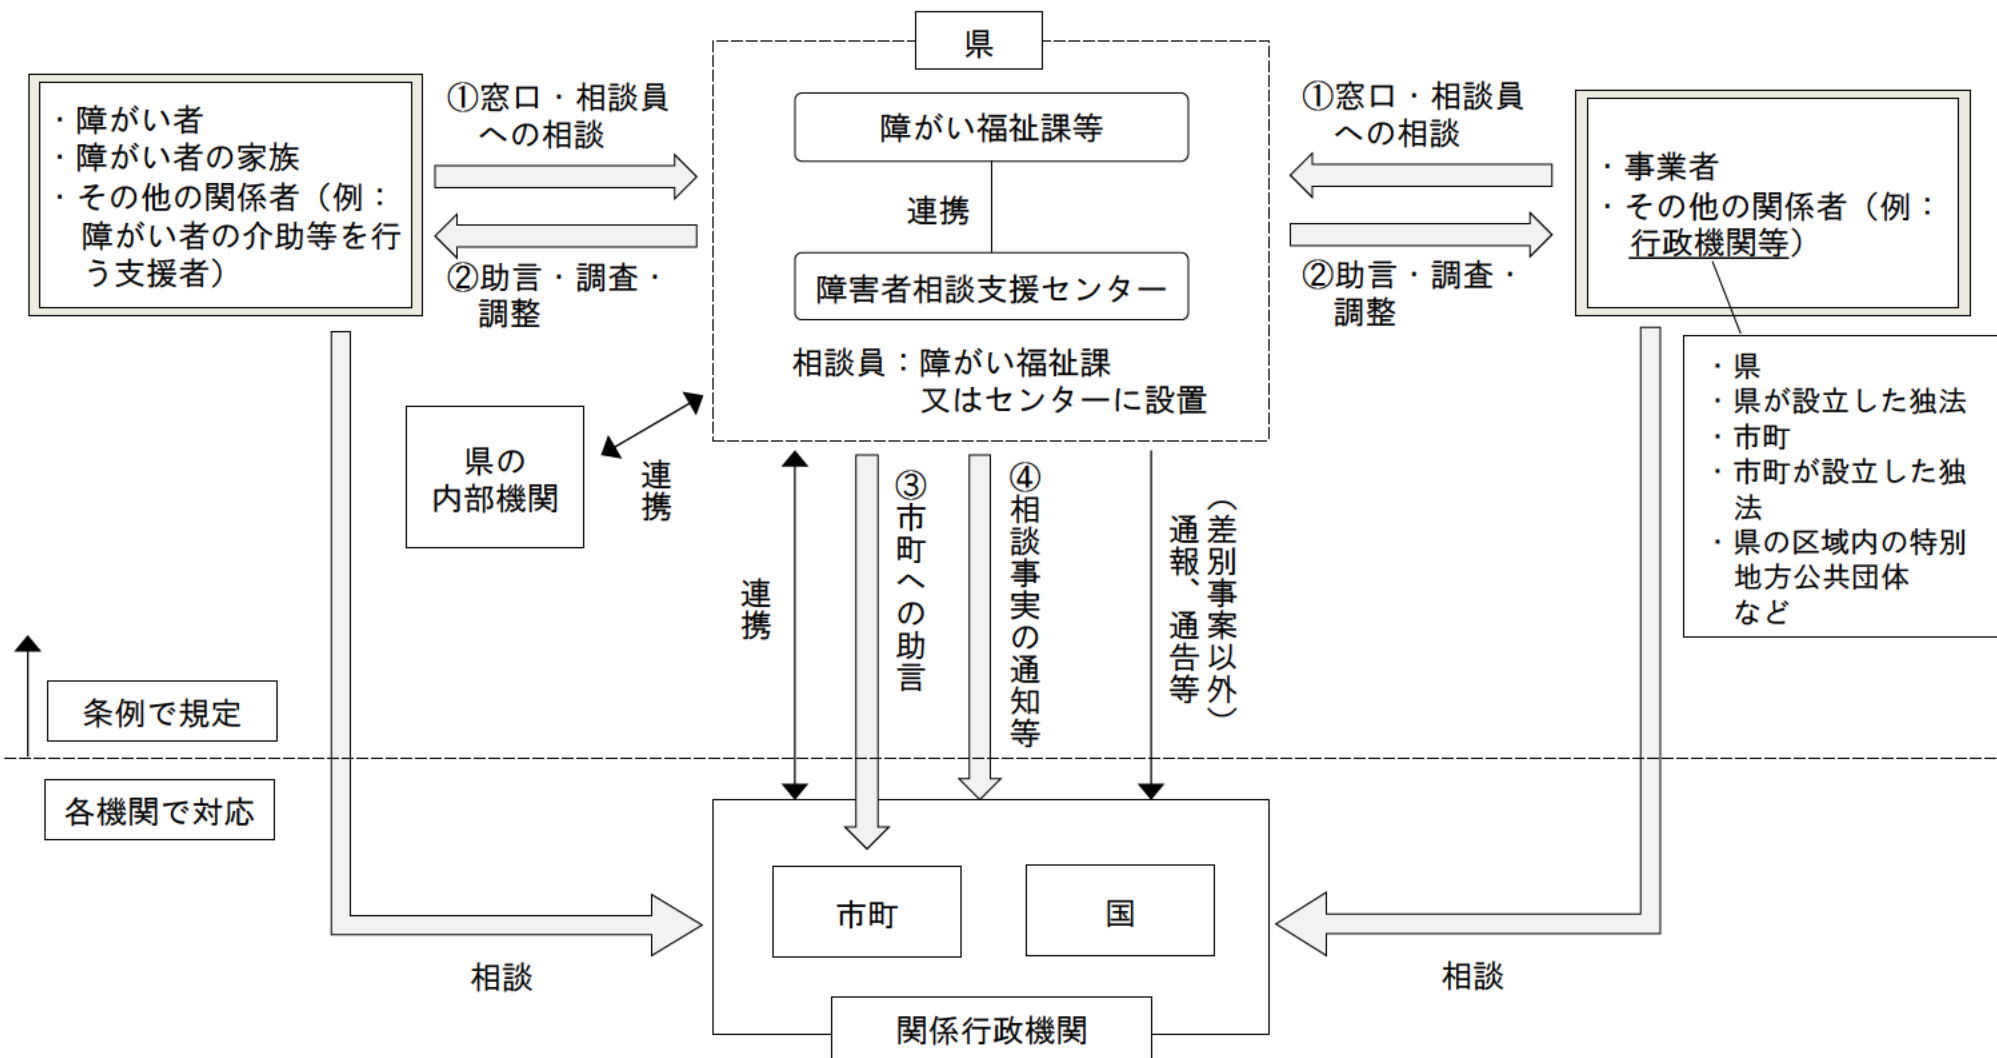 県
・障がい者
・障がい者の家族
・その他の関係者（例：
障がい者の介助等を行
う支援者）
①窓口・相談員
への相談
②助言・調査・
調整
障がい福祉課等
連携
障害者相談支援センター
相談員：障がい福祉課
又はセンターに設置
①窓口・相談員
への相談
②助言・調査・
調整
・事業者
・その他の関係者（例：
行政機関等）
・県
・県が設立した独法
・市町
・市町が設立した独
法
・県の区域内の特別
地方公共団体
など
県の
内部機関
連携
連携
③市町への助言
④相談事実の通知等
（差別事案以外）
通報、通告等
条例で規定
各機関で対応
市町
国
相談
相談
関係行政機関